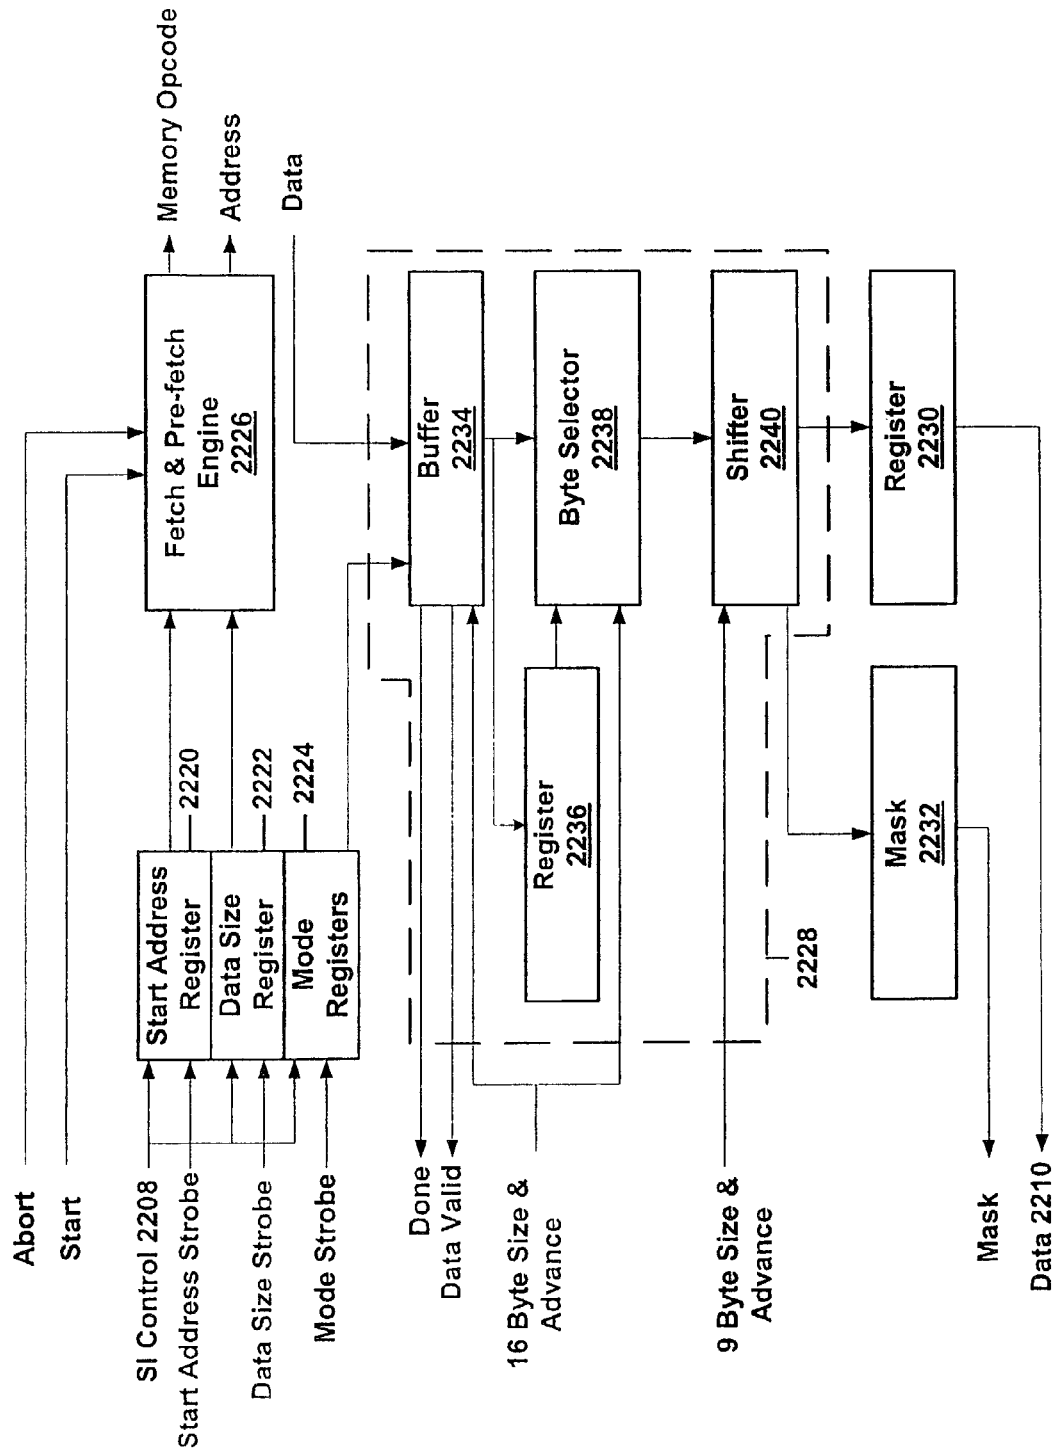 Abort
Start
SI Control 2208
Start Address Strobe
Data Size Strobe
Mode Strobe
Start Address
Register
2220
Data Size
Register
2222
Mode
Registers
2224
Fetch & Pre-fetch
Engine
2226
Memory Opcode
Address
Data
Done
Data Valid
16 Byte Size &
Advance
Buffer
2234
Register
2236
Byte Selector
2238
9 Byte Size &
Advance
Shifter
2240
2228
Mask
2232
Register
2230
Mask
Data 2210